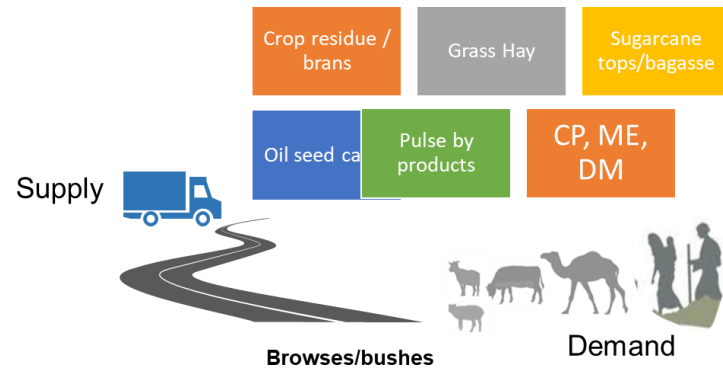 Crop residue /
brans
Grass Hay
Sugarcane
tops/bagasse
Oil seed ca
Pulse by
products
CP, ME,
DM
Supply
Browses/bushes
Demand